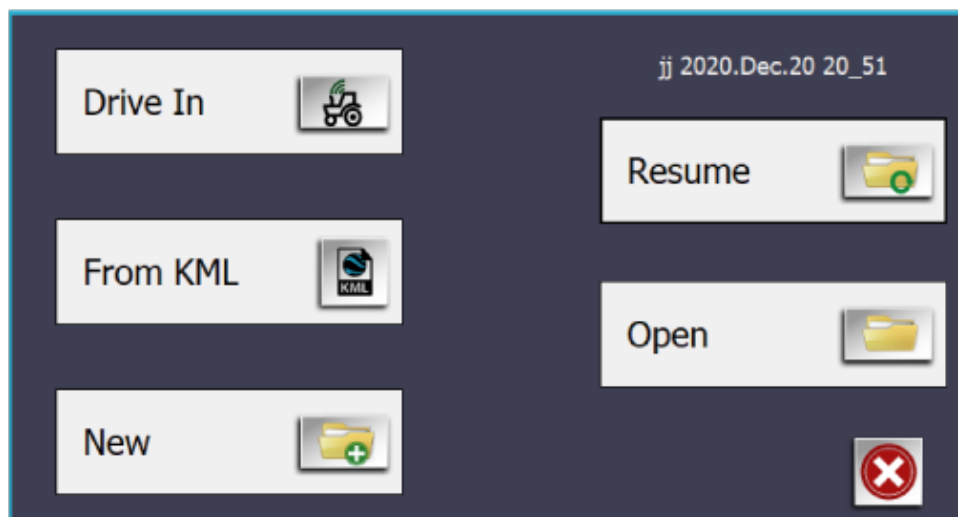 Drive In
From KML
KML
New
jj 2020.Dec.20 20_51
Resume
Open